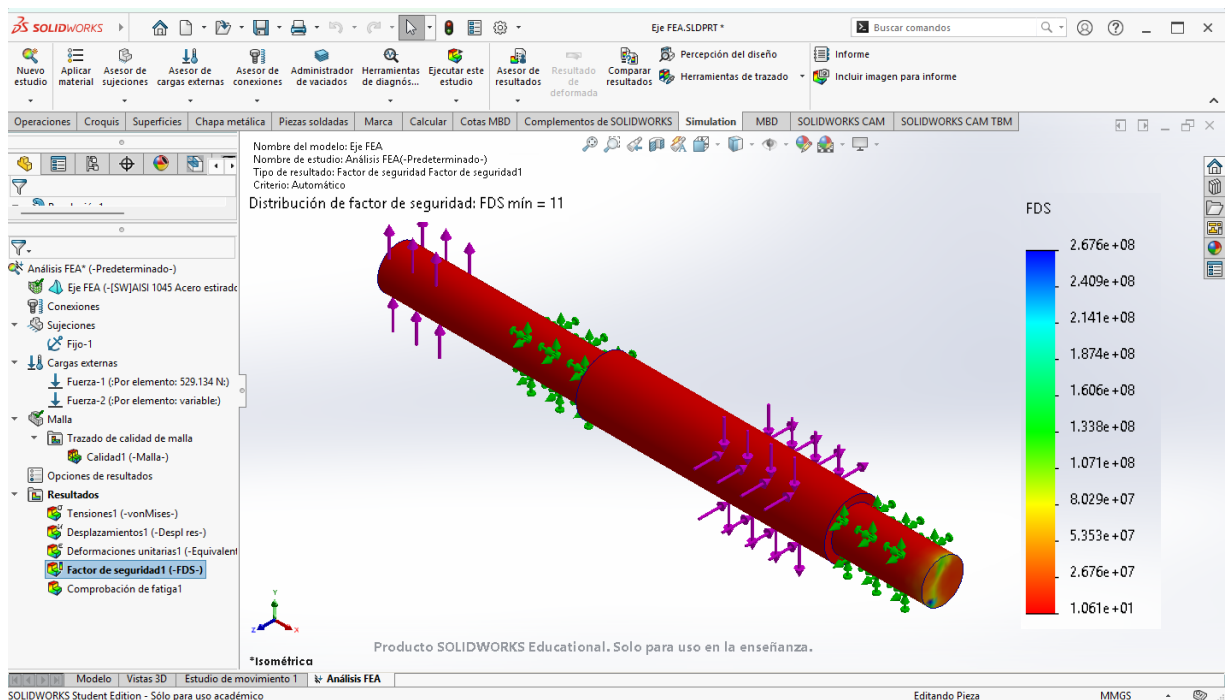 SOLIDWORKS
Eje FEA.SLDPRT *
Buscar comandos
Nuevo estudio
Aplicar material
Asesor de sujeciones
Asesor de cargas externas
Asesor de conexiones
Administrador de vaciados
Herramientas de diagnós...
Ejecutar este estudio
Asesor de resultados
Resultado de deformada
Comparar resultados
Percepción del diseño
Herramientas de trazado
Informe
Incluir imagen para informe
Operaciones Croquis Superficies Chapa metálica Piezas soldadas Marca Calcular Cotas MBD Complementos de SOLIDWORKS Simulation MBD SOLIDWORKS CAM SOLIDWORKS CAM TBM
Nombre del modelo: Eje FEA
Nombre de estudio: Análisis FEA(-Predeterminado-)
Tipo de resultado: Factor de seguridad Factor de seguridad1
Criterio: Automático
Distribución de factor de seguridad: FDS mín = 11
Análisis FEA* (-Predeterminado-)
Eje FEA (-[SW]AISI 1045 Acero estirado
Conexiones
Sujeciones
Fijo-1
Cargas externas
Fuerza-1 (:Por elemento: 529.134 N:)
Fuerza-2 (:Por elemento: variable:)
Malla
Trazado de calidad de malla
Calidad1 (-Malla-)
Opciones de resultados
Resultados
Tensiones1 (-vonMises-)
Desplazamientos1 (-Despl res-)
Deformaciones unitarias1 (-Equivalent
Factor de seguridad1 (-FDS-)
Comprobación de fatiga1
FDS
2.676e+08
2.409e+08
2.141e+08
1.874e+08
1.606e+08
1.338e+08
1.071e+08
8.029e+07
5.353e+07
2.676e+07
1.061e+01
Y
Z
X
Producto SOLIDWORKS Educational. Solo para uso en la enseñanza.
*Isométrica
Modelo Vistas 3D Estudio de movimiento 1 Análisis FEA
SOLIDWORKS Student Edition - Sólo para uso académico
Editando Pieza
MMGS